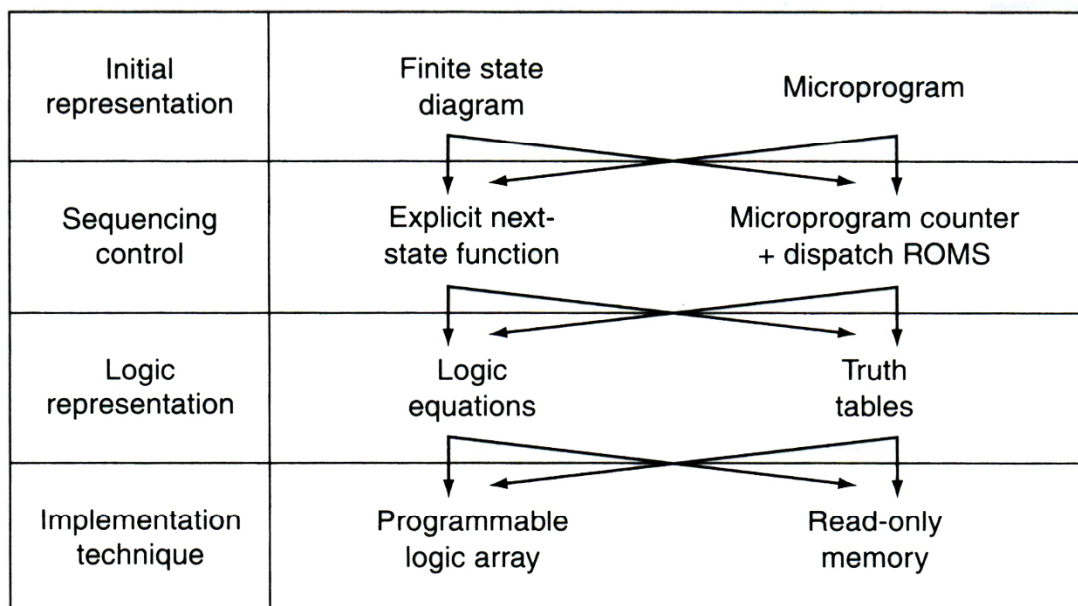 Initial
representation
Finite state
diagram
Microprogram
Sequencing
control
Explicit next-
state function
Microprogram counter
+ dispatch ROMS
Logic
representation
Logic
equations
Truth
tables
Implementation
technique
Programmable
logic array
Read-only
memory